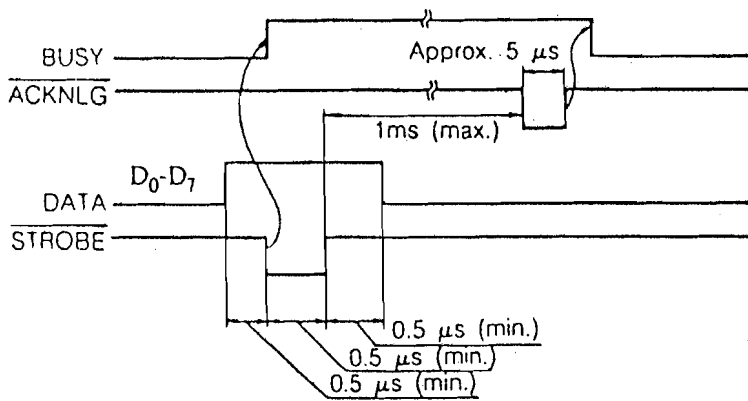 BUSY
Approx. 5 μs
ACKNLG
1ms (max.)
D0-D7
DATA
STROBE
0.5 μs (min.)
0.5 μs (min.)
0.5 μs (min.)